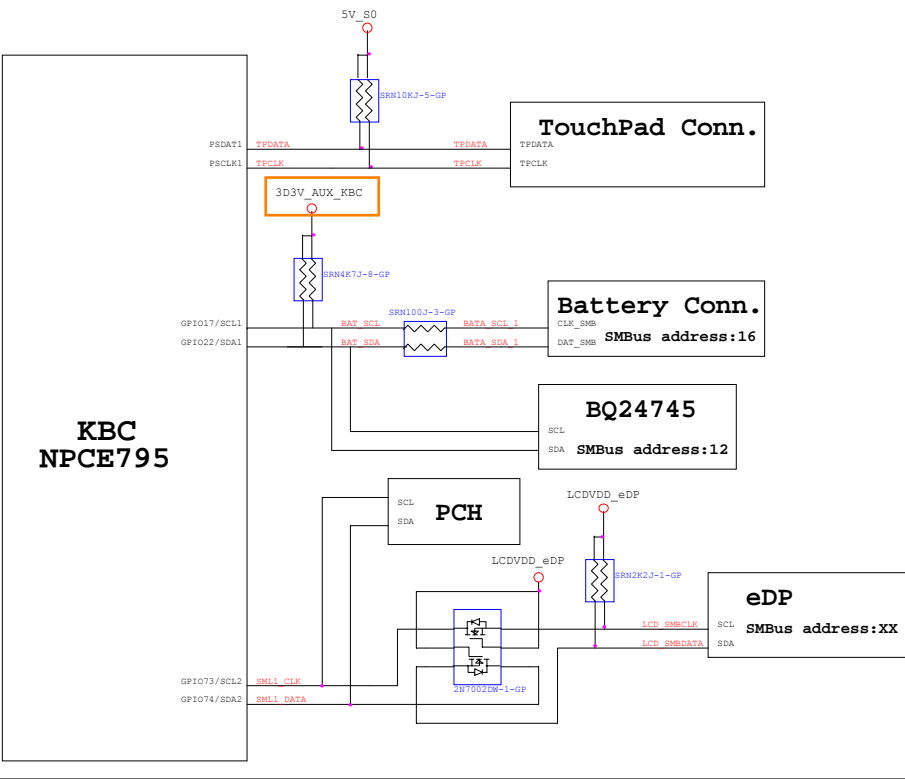 5V_S0
SRN10KJ-5-GP
TouchPad Conn.
PSDAT1 TPDATA TPDATA TPDATA
PSCLK1 TPCLK TPCLK TPCLK
3D3V_AUX_KBC
SRN4K7J-8-GP
SRN100J-3-GP
Battery Conn.
GPIO17/SCL1 BAT_SCL BATA_SCL_1 CLK_SMB
SMBus address:16
GPIO22/SDA1 BAT_SDA BATA_SDA_1 DAT_SMB
BQ24745
SCL
SDA SMBus address:12
KBC
NPCE795
SCL
PCH
SDA
LCDVDD_eDP
LCDVDD_eDP
SRN2K2J-1-GP
eDP
LCD_SMBCLK SCL SMBus address:XX
LCD_SMBDATA SDA
GPIO73/SCL2 SML1_CLK
2N7002DW-1-GP
GPIO74/SDA2 SML1_DATA